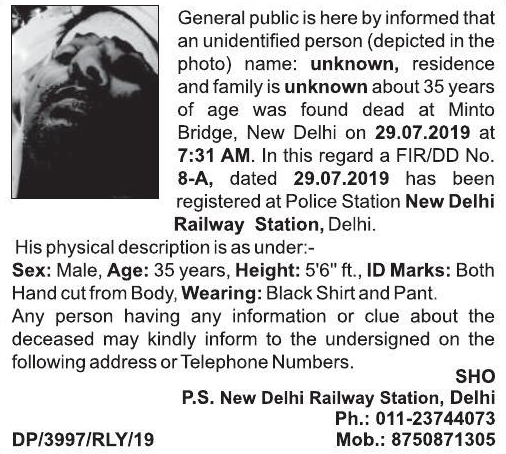 General public is here by informed that
an unidentified person (depicted in the
photo) name: unknown, residence
and family is unknown about 35 years
of age was found dead at Minto
Bridge, New Delhi on 29.07.2019 at
7:31 AM. In this regard a FIR/DD No.
8-A, dated 29.07.2019 has been
registered at Police Station New Delhi
Railway Station, Delhi.
His physical description is as under:-
Sex: Male, Age: 35 years, Height: 5'6" ft., ID Marks: Both
Hand cut from Body, Wearing: Black Shirt and Pant.
Any person having any information or clue about the
deceased may kindly inform to the undersigned on the
following address or Telephone Numbers.
SHO
P.S. New Delhi Railway Station, Delhi
Ph.: 011-23744073
DP/3997/RLY/19 Mob.: 8750871305